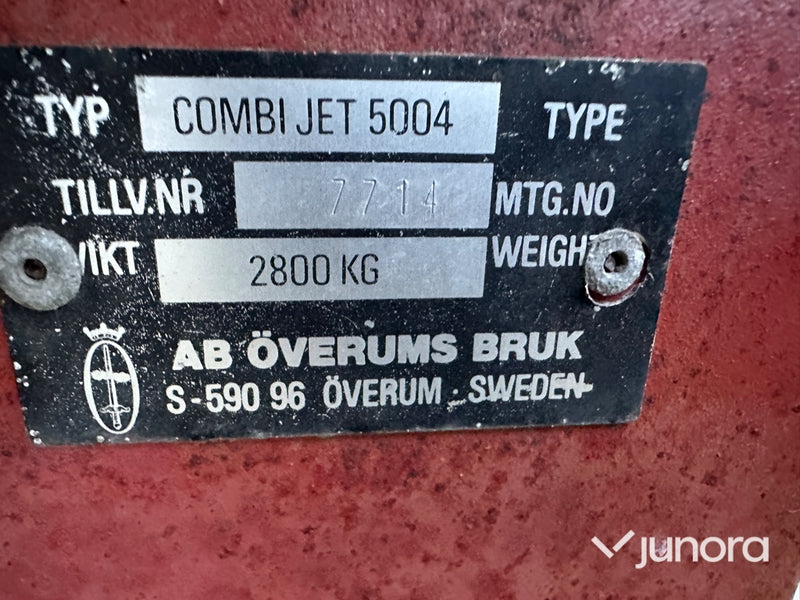 TYP COMBI JET 5004 TYPE
TILLV.NR 7714 MTG.NO
VIKT 2800 KG WEIGHT
AB ÖVERUMS BRUK
S-590 96 ÖVERUM · SWEDEN
junora